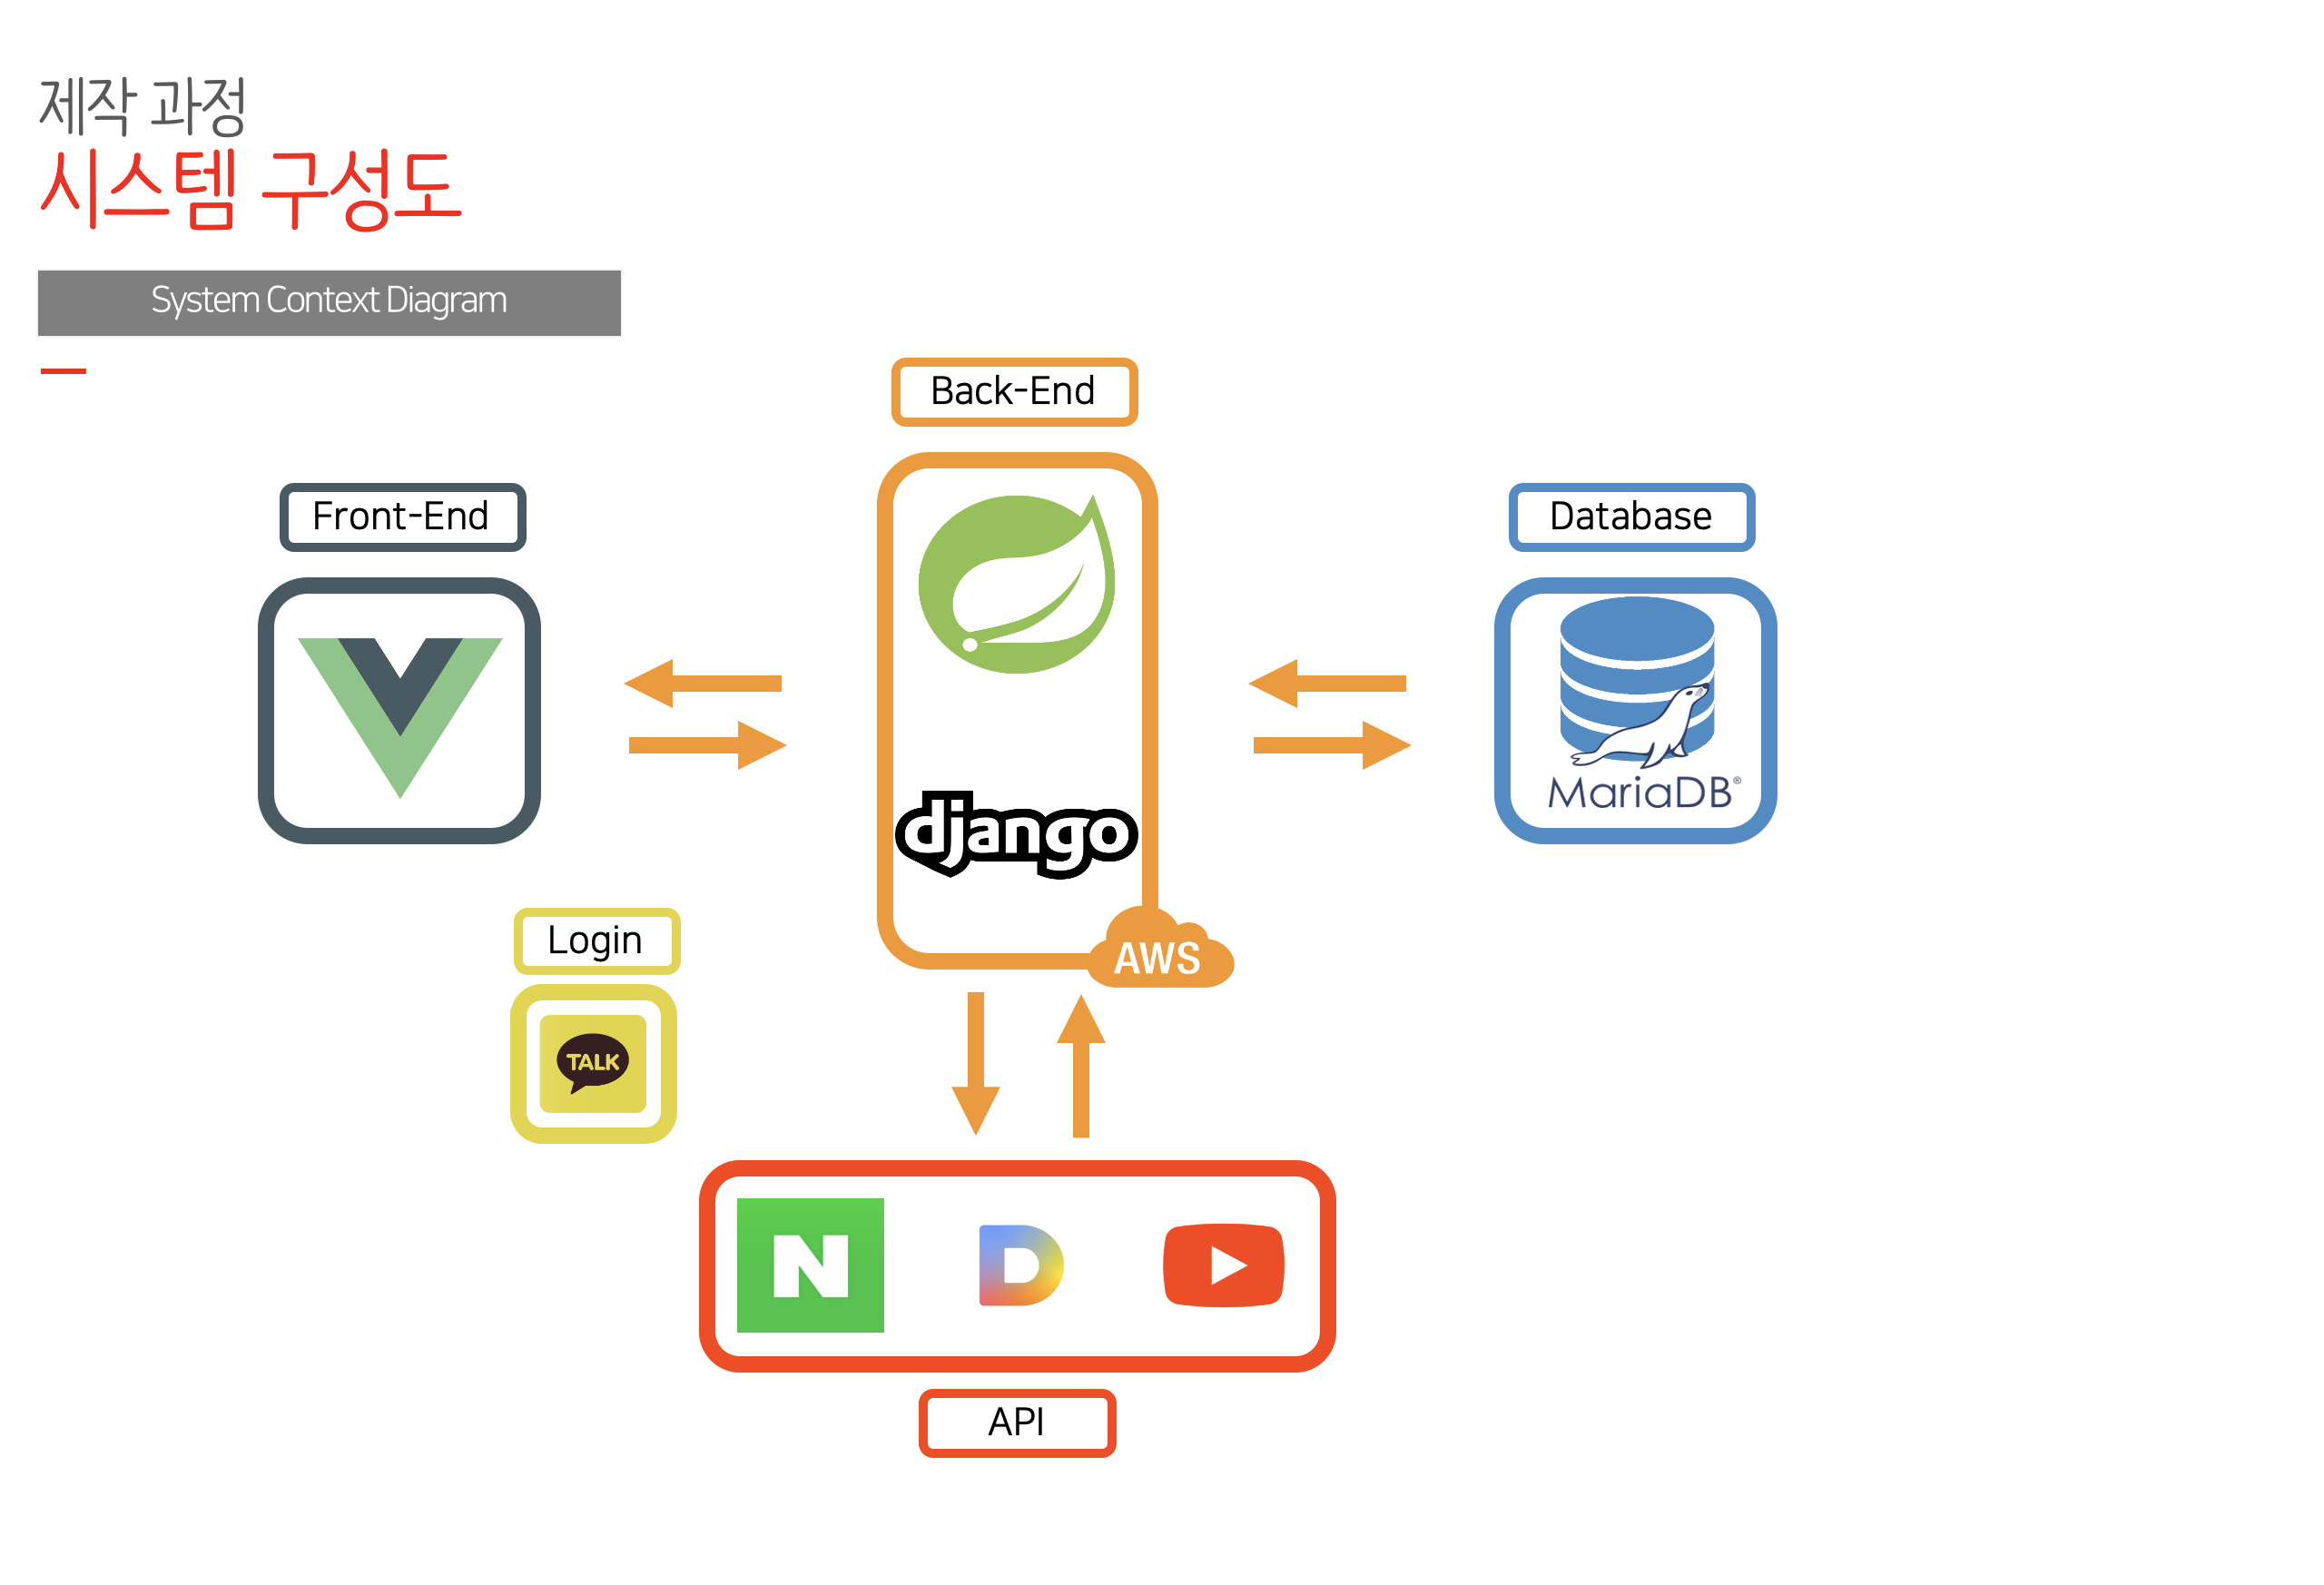 제작 과정
시스템 구성도
System Context Diagram
Back-End
Front-End
Database
MariaDB®
django
Login
AWS
TALK
N
D
API